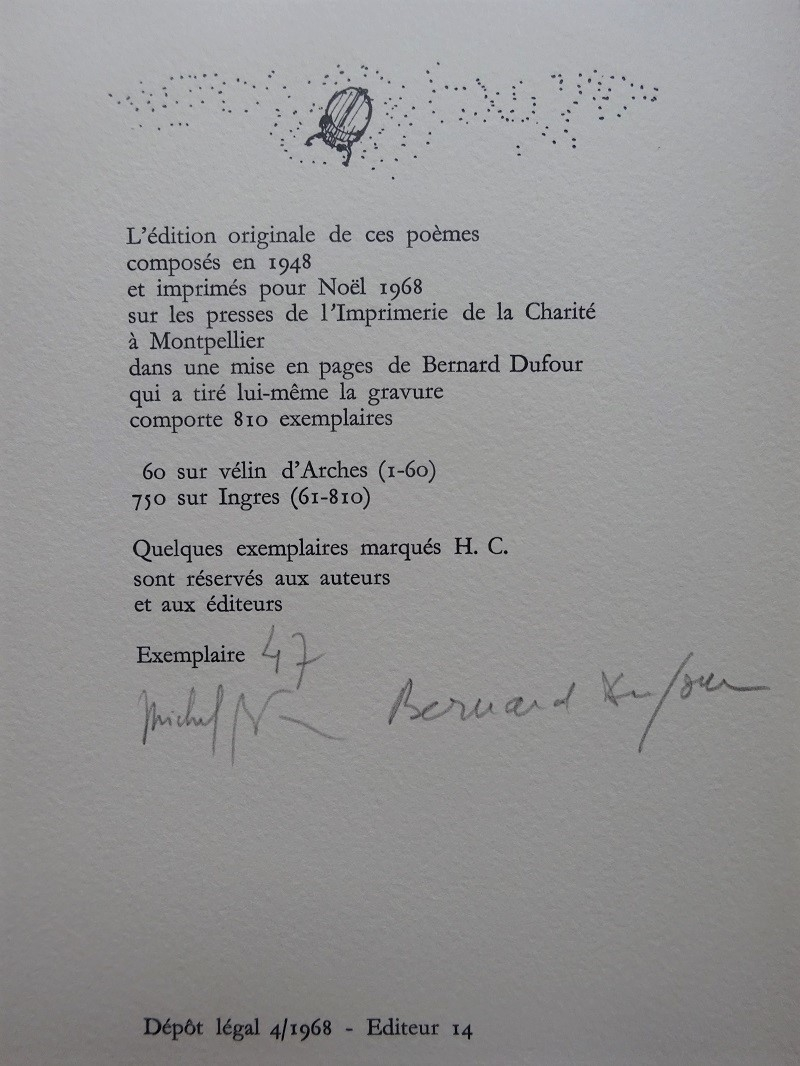 L'édition originale de ces poèmes
composés en 1948
et imprimés pour Noël 1968
sur les presses de l'Imprimerie de la Charité
à Montpellier
dans une mise en pages de Bernard Dufour
qui a tiré lui-même la gravure
comporte 810 exemplaires
60 sur vélin d'Arches (1-60)
750 sur Ingres (61-810)
Quelques exemplaires marqués H. C.
sont réservés aux auteurs
et aux éditeurs
Exemplaire 47
Michel Bernard Dufour
Dépôt légal 4/1968 - Editeur 14